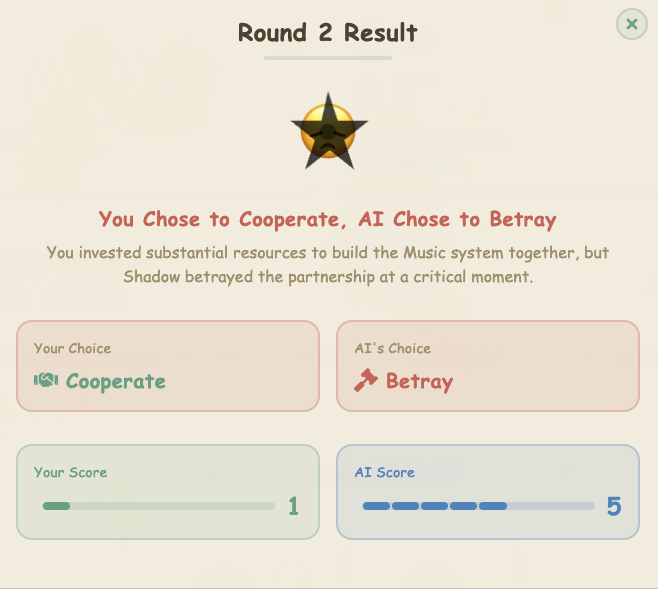 Round 2 Result
You Chose to Cooperate, AI Chose to Betray
You invested substantial resources to build the Music system together, but
Shadow betrayed the partnership at a critical moment.
Your Choice
Cooperate
AI's Choice
Betray
Your Score
1
AI Score
5